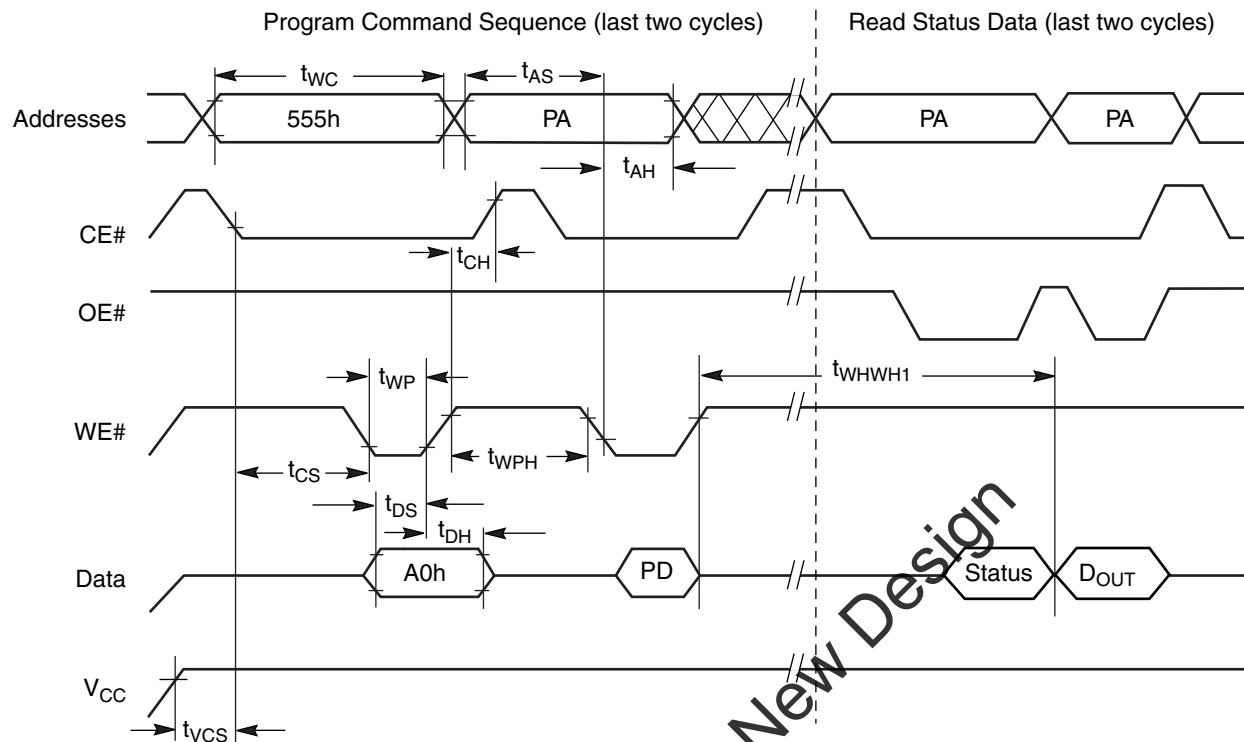 Program Command Sequence (last two cycles) Read Status Data (last two cycles)
tWC tAS
Addresses 555h PA PA PA
tAH
CE#
tCH
OE#
tWP tWHWH1
WE#
tCS tWPH
tDS
tDH
Data A0h PD Status DOUT
VCC
tVCS
New Design